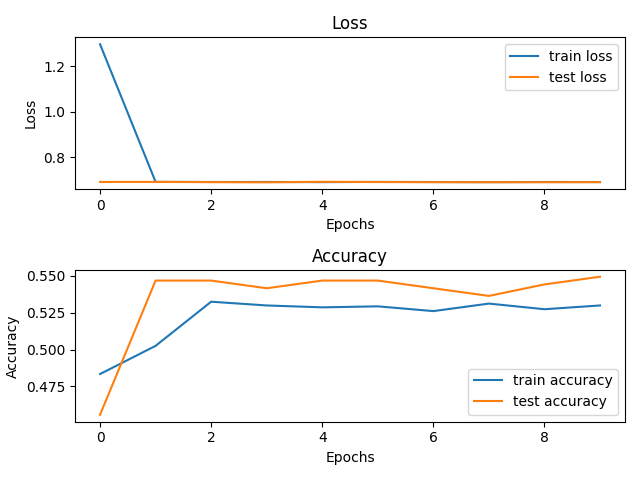 Loss
1.2
1.0
0.8
Loss
train loss
test loss
0 2 4 6 8
Epochs
Accuracy
0.550
0.525
0.500
0.475
Accuracy
train accuracy
test accuracy
0 2 4 6 8
Epochs